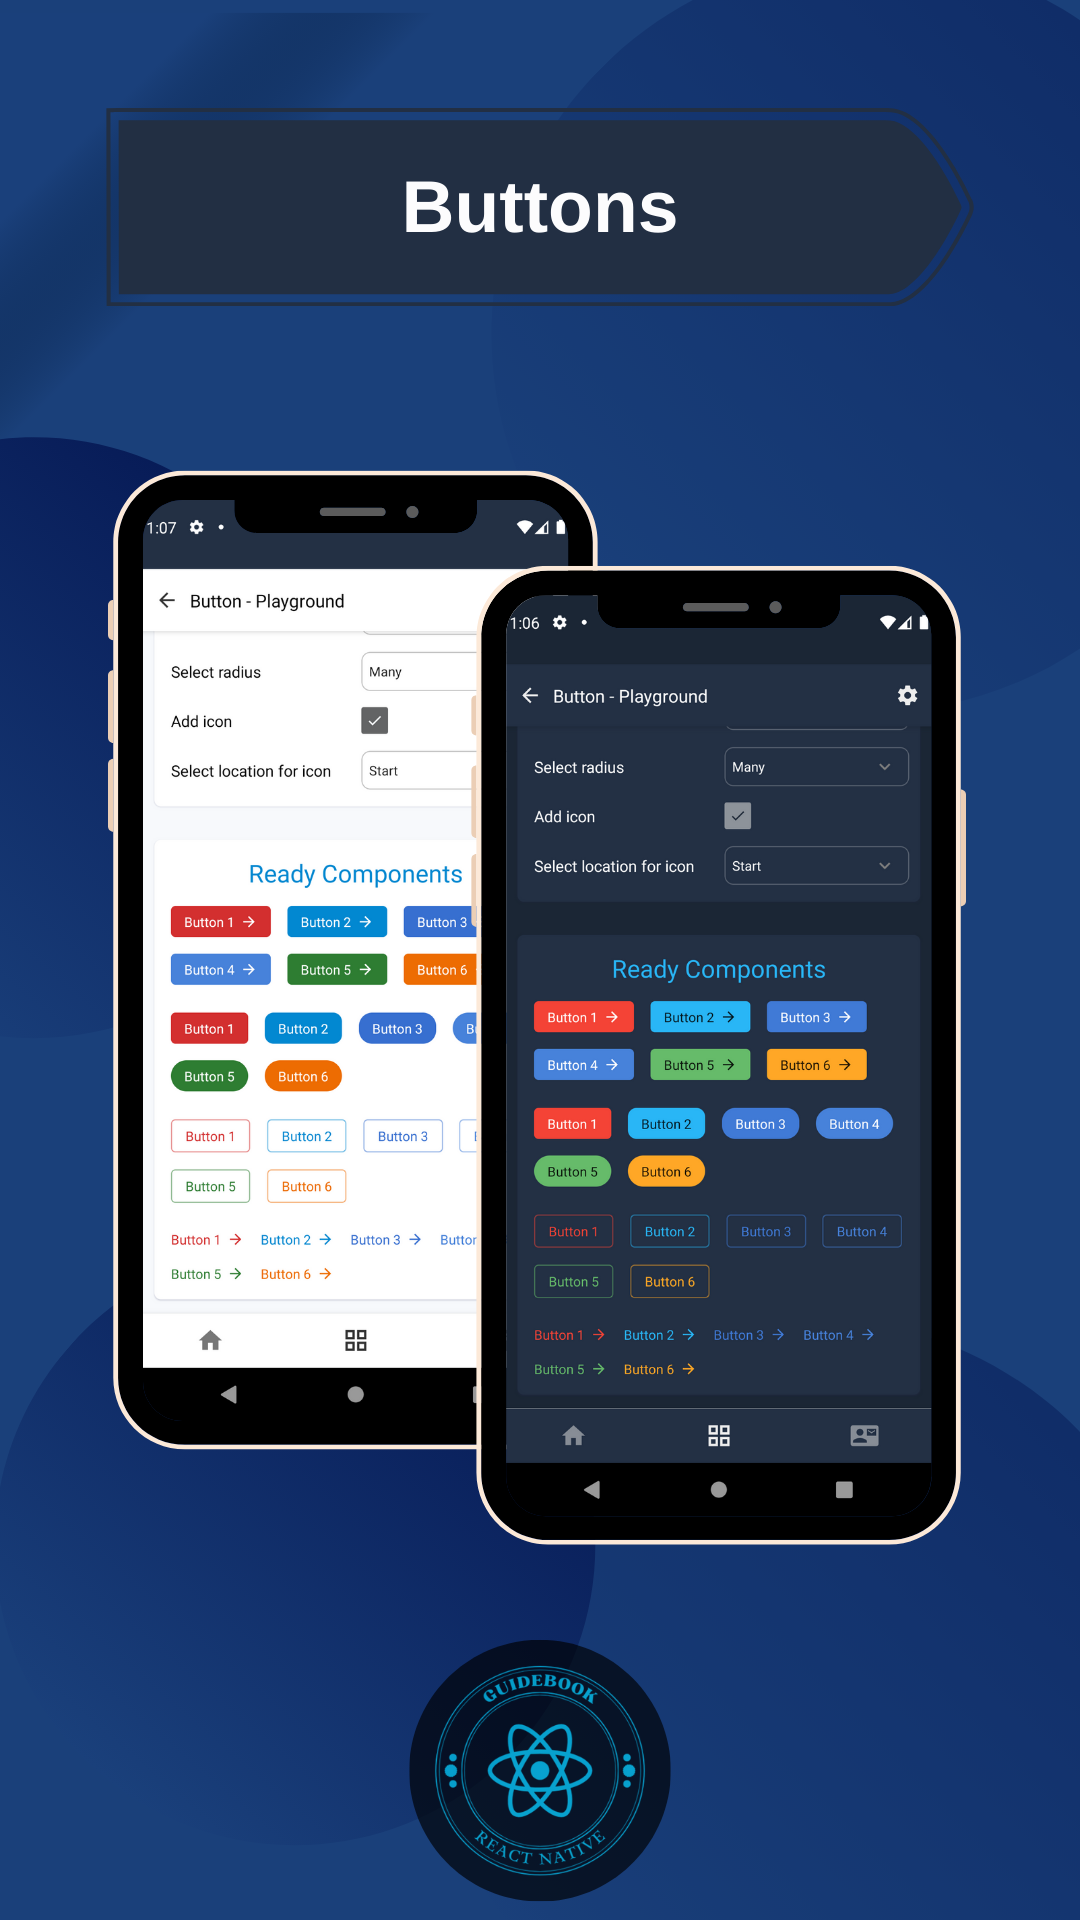 Buttons
1:07
Button - Playground
Select radius Many
Add icon
Select location for icon Start
Ready Components
Button 1 Button 2 Button 3
Button 4 Button 5 Button 6
Button 1 Button 2 Button 3
Button 5 Button 6
Button 1 Button 2 Button 3
Button 5 Button 6
Button 1 Button 2 Button 3 Button
Button 5 Button 6
1:06
Button - Playground
Select radius Many
Add icon
Select location for icon Start
Ready Components
Button 1 Button 2 Button 3
Button 4 Button 5 Button 6
Button 1 Button 2 Button 3 Button 4
Button 5 Button 6
Button 1 Button 2 Button 3 Button 4
Button 5 Button 6
Button 1 Button 2 Button 3 Button 4
Button 5 Button 6
GUIDEBOOK
REACT NATIVE